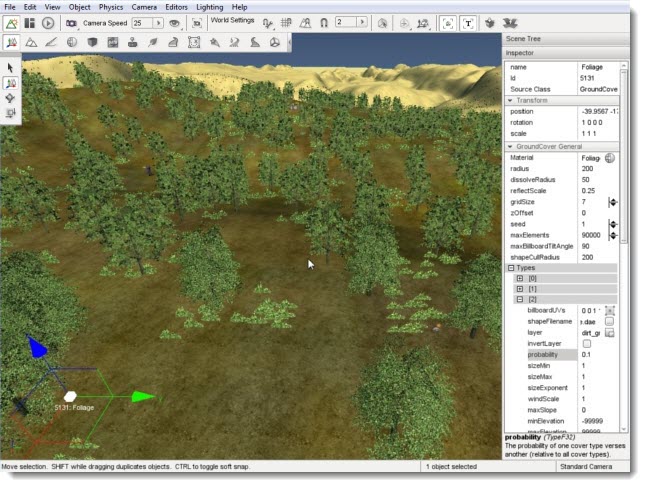 File Edit View Object Physics Camera Editors Lighting Help
Camera Speed 25 World Settings 2
Scene Tree
Inspector
name Foliage
Id 5131
Source Class GroundCove
Transform
position -39.9567 -1
rotation 1 0 0 0
scale 1 1 1
GroundCover General
Material Foliag
radius 200
dissolveRadius 50
reflectScale 0.25
gridSize 7
zOffset 0
seed 1
maxElements 90000
maxBillboardTiltAngle 90
shapeCullRadius 200
Types
[0]
[1]
[2]
billboardUVs 0 0 1
shapeFilename .dae
layer dirt_gr
invertLayer
probability 0.1
sizeMin 1
sizeMax 1
sizeExponent 1
windScale 1
maxSlope 0
minElevation -99999
maxElevation 99999
5131: Foliage
probability (TypeF32)
The probability of one cover type verses
another (relative to all cover types).
Move selection. SHIFT while dragging duplicates objects. CTRL to toggle soft snap. 1 object selected Standard Camera